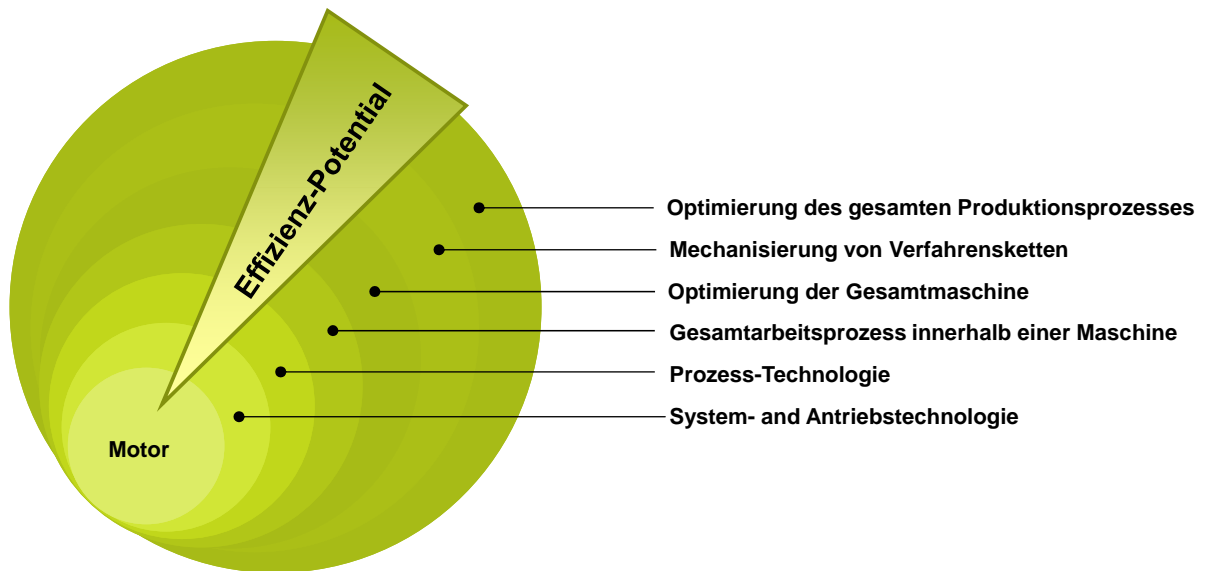 Effizienz-Potential
Optimierung des gesamten Produktionsprozesses
Mechanisierung von Verfahrensketten
Optimierung der Gesamtmaschine
Gesamtarbeitsprozess innerhalb einer Maschine
Prozess-Technologie
System- and Antriebstechnologie
Motor